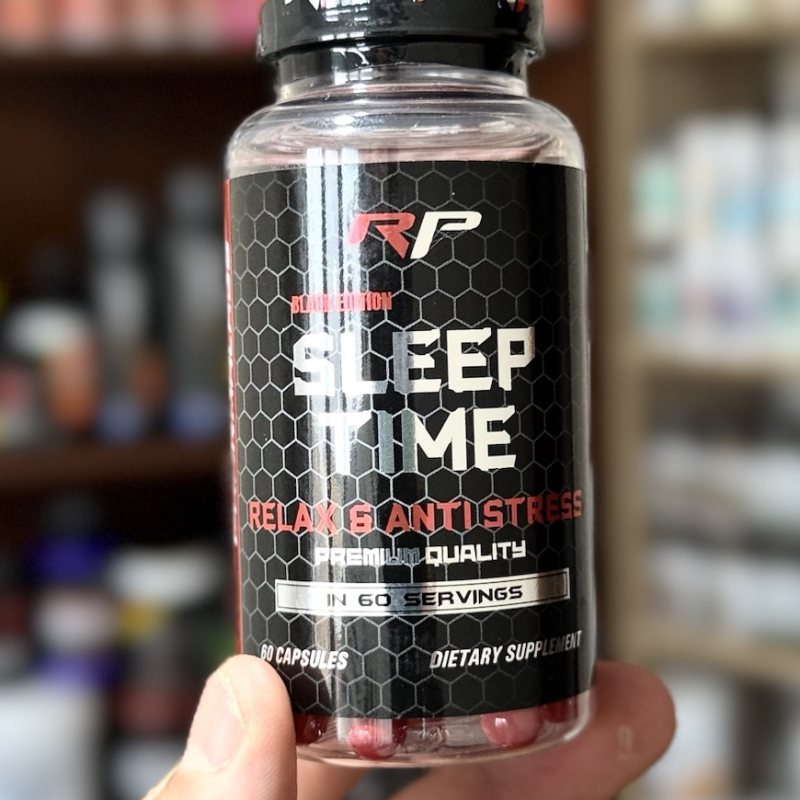 RP
BLACK EDITION
SLEEP
TIME
RELAX & ANTI STRESS
PREMIUM QUALITY
IN 60 SERVINGS
60 CAPSULES
DIETARY SUPPLEMENT